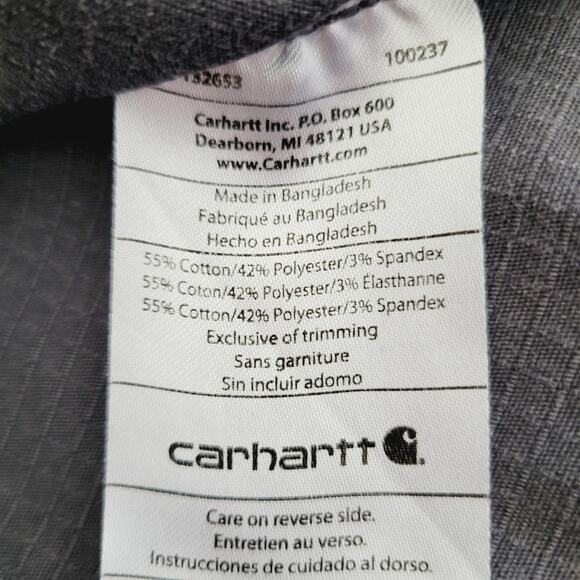 100237
32653
Carhartt Inc. P.O. Box 600
Dearborn, MI 48121 USA
www.Carhartt.com
Made in Bangladesh
Fabriqué au Bangladesh
Hecho en Bangladesh
55% Cotton/42% Polyester/3% Spandex
55% Coton/42% Polyester/3% Élasthanne
55% Cotton/42% Polyester/3% Spandex
Exclusive of trimming
Sans garniture
Sin incluir adomo
carhartt
Care on reverse side.
Entretien au verso.
Instrucciones de cuidado al dorso.